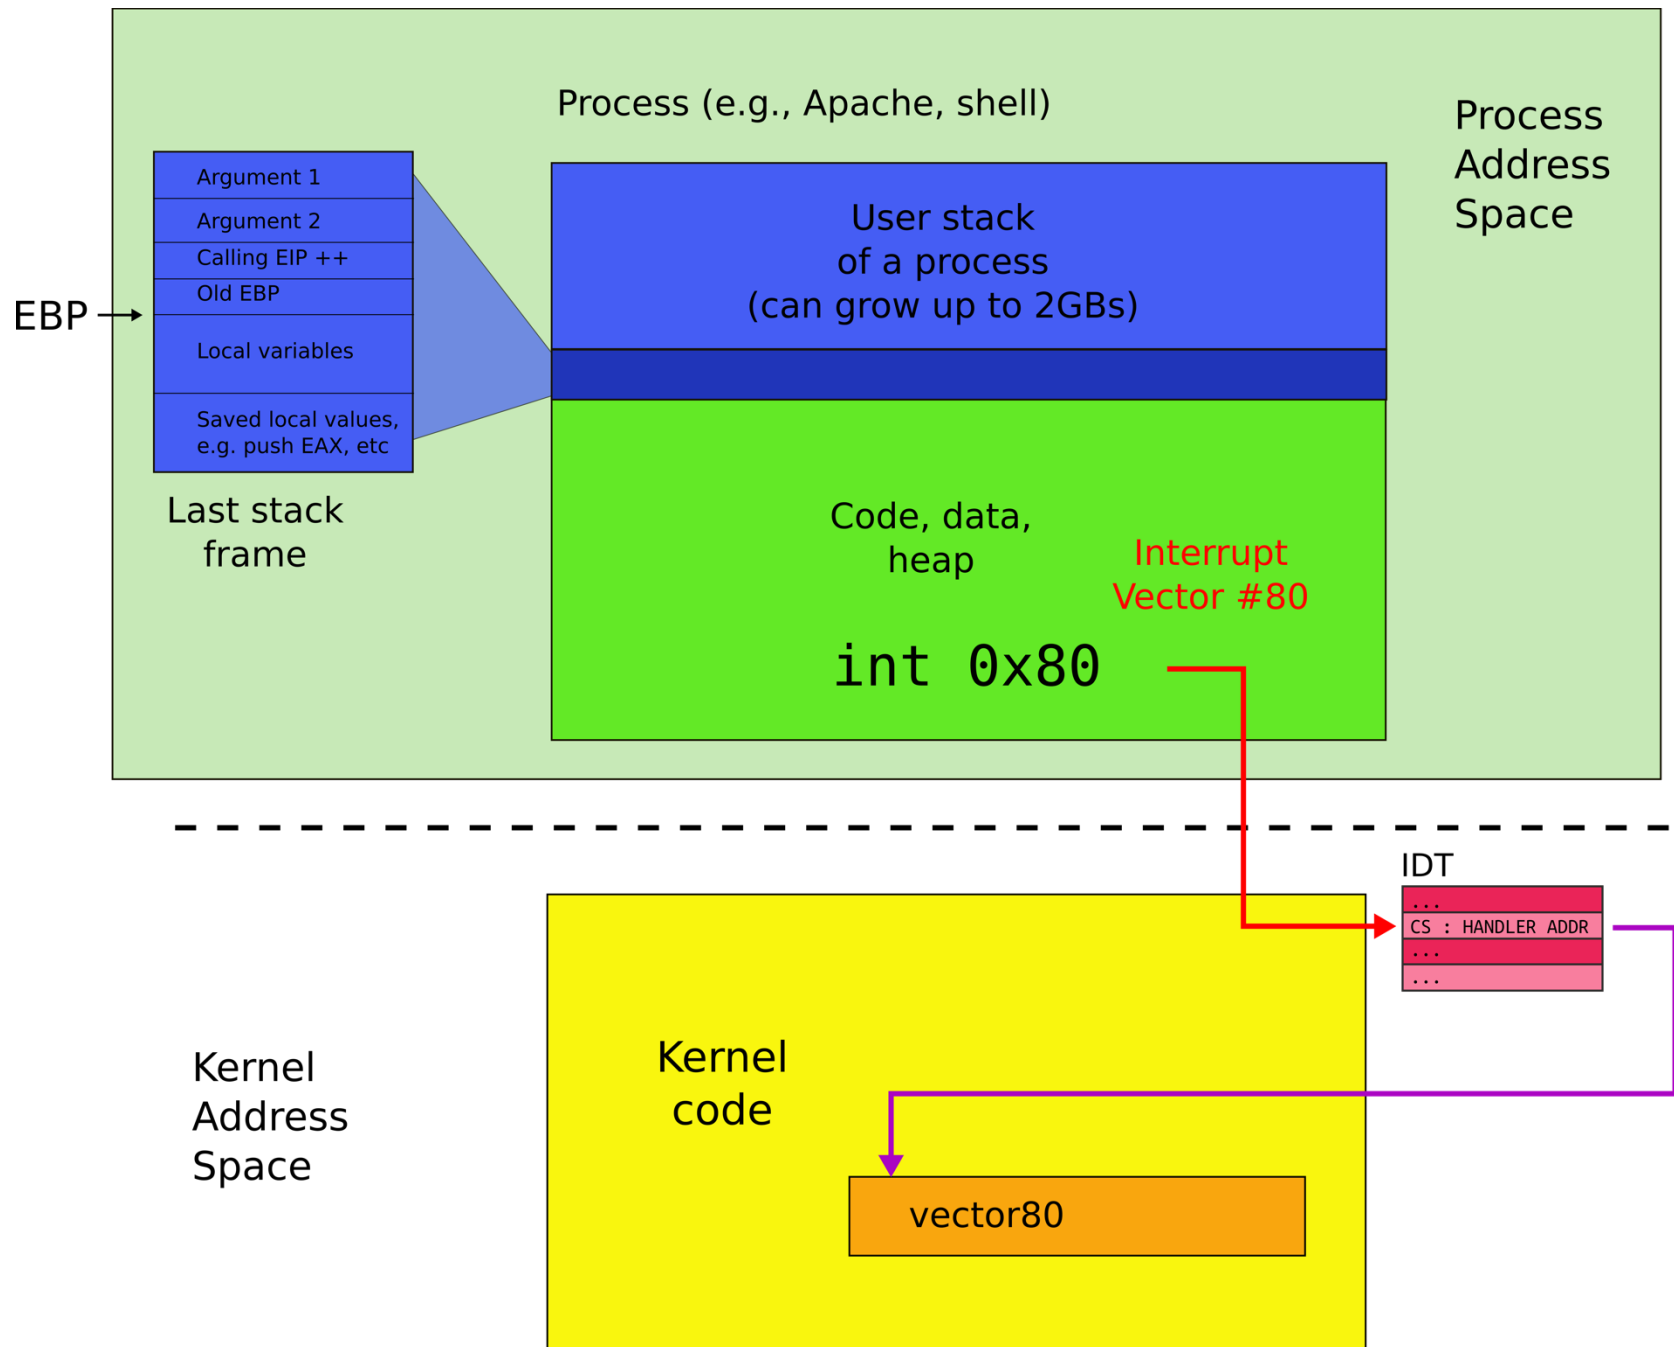 Process (e.g., Apache, shell)
Process
Address
Space
Argument 1
Argument 2
Calling EIP ++
Old EBP
EBP
Local variables
Saved local values,
e.g. push EAX, etc
Last stack
frame
User stack
of a process
(can grow up to 2GBs)
Code, data,
heap
Interrupt
Vector #80
int 0x80
IDT
...
CS : HANDLER ADDR
...
...
Kernel
Address
Space
Kernel
code
vector80